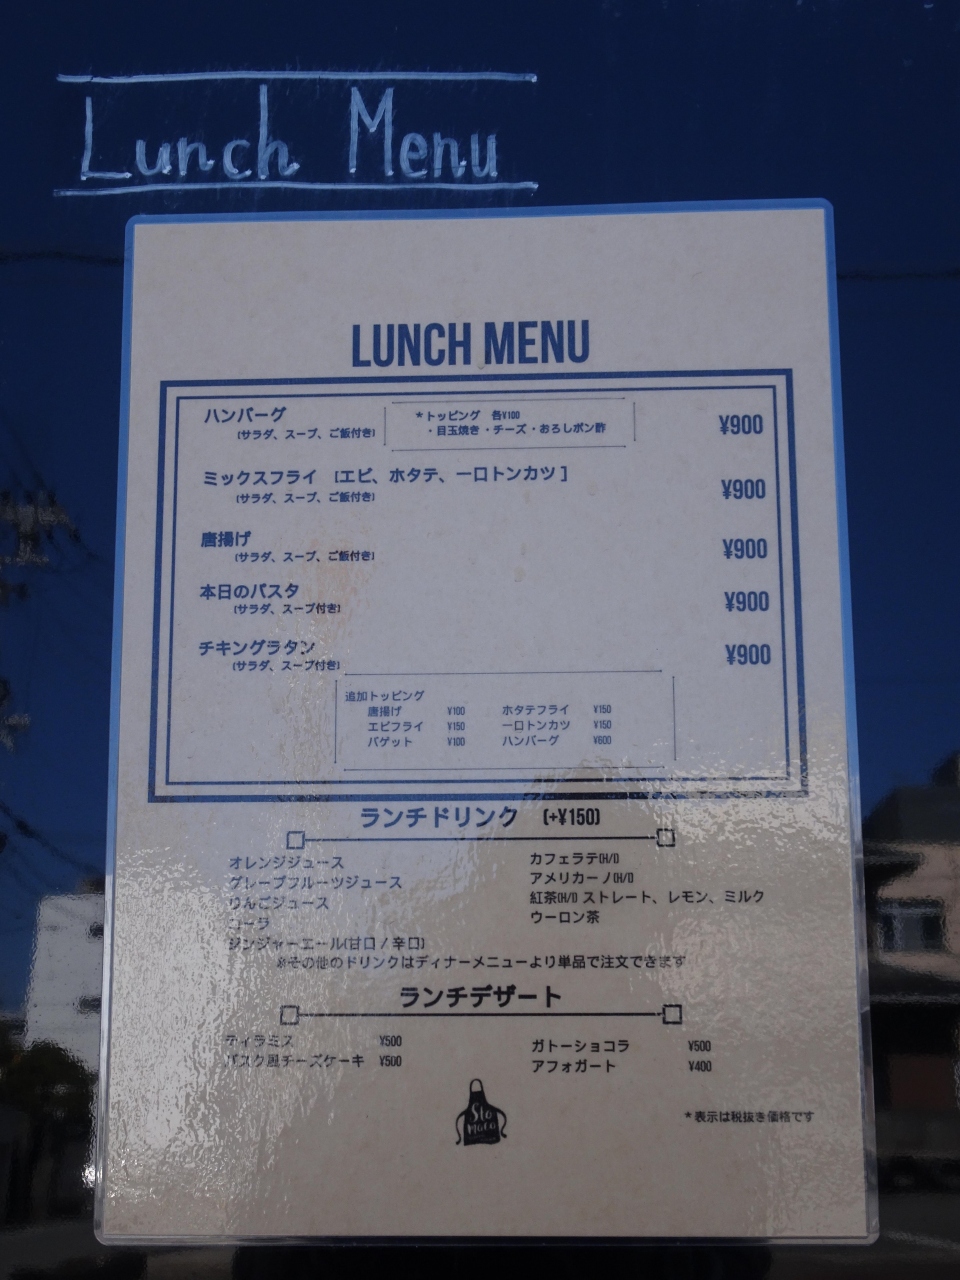 Lunch Menu
LUNCH MENU
ハンバーグ
(サラダ、スープ、ご飯付き)
*トッピング 各¥100
・目玉焼き・チーズ・おろしポン酢
¥900
ミックスフライ [エビ、ホタテ、一口トンカツ]
(サラダ、スープ、ご飯付き)
¥900
唐揚げ
(サラダ、スープ、ご飯付き)
¥900
本日のパスタ
(サラダ、スープ付き)
¥900
チキングラタン
(サラダ、スープ付き)
¥900
追加トッピング
唐揚げ ¥100 ホタテフライ ¥150
エビフライ ¥150 一口トンカツ ¥150
バゲット ¥100 ハンバーグ ¥600
ランチドリンク (+¥150)
オレンジジュース
グレープフルーツジュース
りんごジュース
コーラ
ジンジャーエール(甘口/辛口)
カフェラテ(H/I)
アメリカーノ(H/I)
紅茶(H/I) ストレート、レモン、ミルク
ウーロン茶
※その他のドリンクはディナーメニューより単品で注文できます
ランチデザート
ティラミス ¥500
バスク風チーズケーキ ¥500
ガトーショコラ ¥500
アフォガート ¥400
Sto
Maco
*表示は税抜き価格です